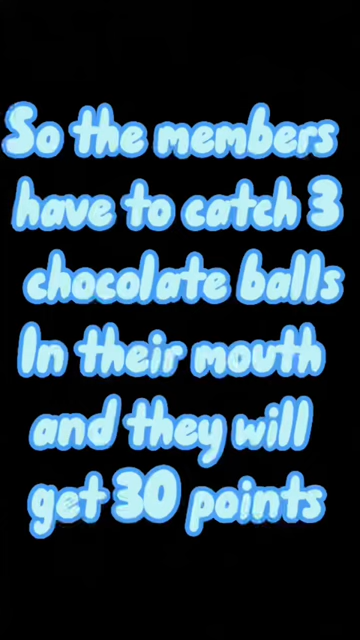 So the members
have to catch 3
chocolate balls
In their mouth
and they will
get 30 points